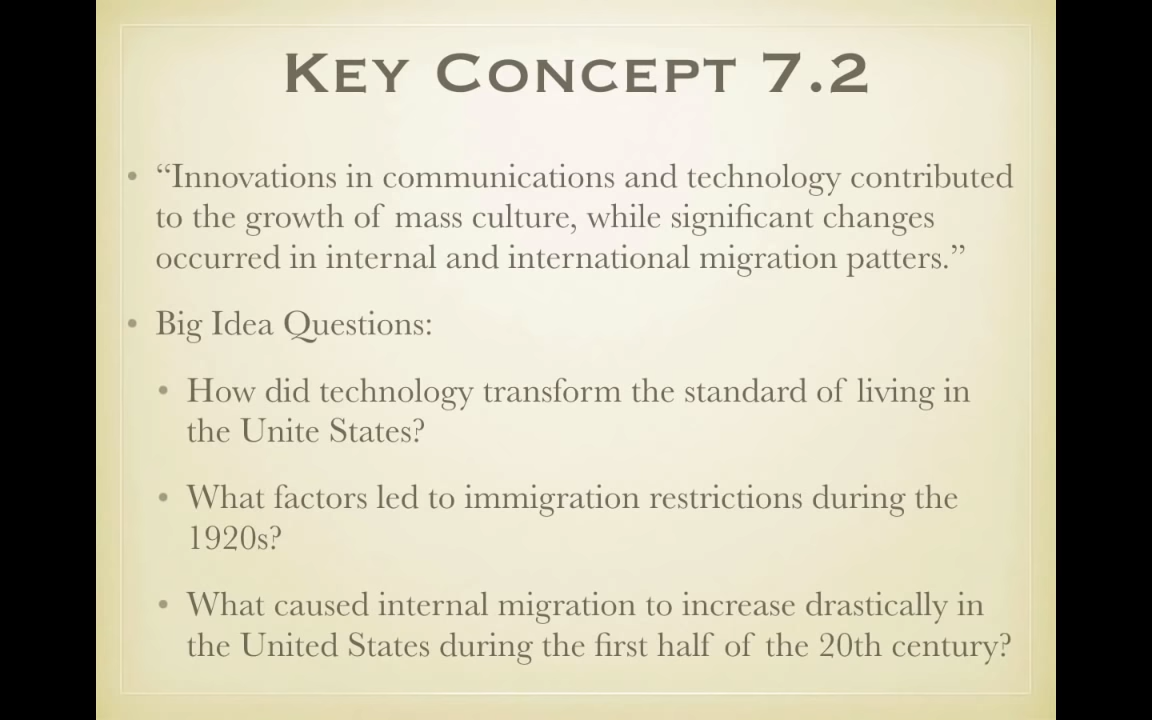 KEY CONCEPT 7.2
• “Innovations in communications and technology contributed
to the growth of mass culture, while significant changes
occurred in internal and international migration patters.”
• Big Idea Questions:
• How did technology transform the standard of living in
the Unite States?
• What factors led to immigration restrictions during the
1920s?
• What caused internal migration to increase drastically in
the United States during the first half of the 20th century?